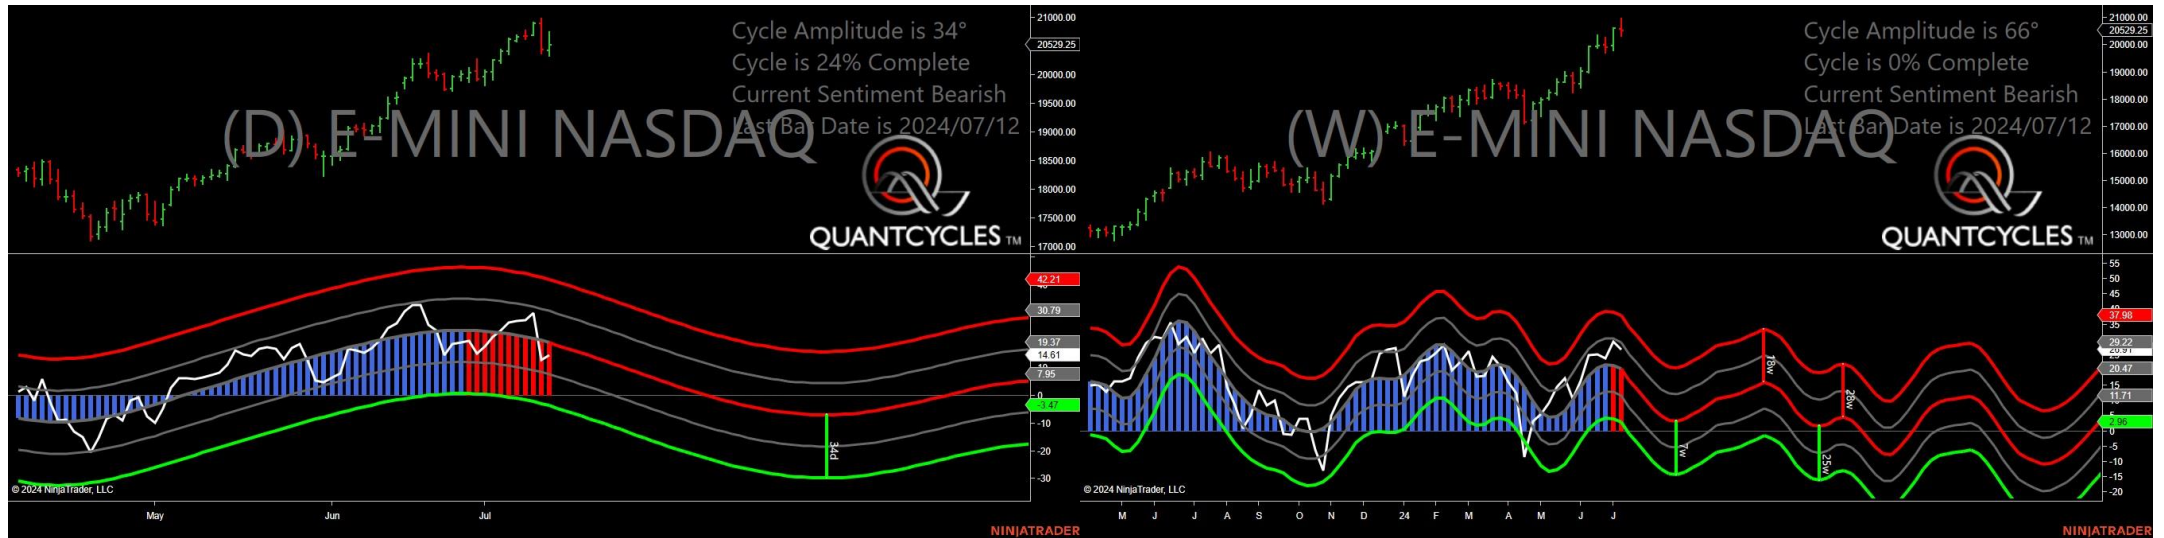 Cycle Amplitude is 34°
Cycle is 24% Complete
Current Sentiment Bearish
Last Bar Date is 2024/07/12
(D) E-MINI NASDAQ
QUANTCYCLES TM
21000.00
20529.25
20000.00
19500.00
19000.00
18500.00
18000.00
17500.00
17000.00
42.21
30.79
19.37
14.61
7.95
0
-3.47
-10
-20
-30
34d
© 2024 NinjaTrader, LLC
May Jun Jul
NINJATRADER
Cycle Amplitude is 66°
Cycle is 0% Complete
Current Sentiment Bearish
Last Bar Date is 2024/07/12
(W) E-MINI NASDAQ
QUANTCYCLES TM
21000.00
20529.25
20000.00
19000.00
18000.00
17000.00
16000.00
15000.00
14000.00
13000.00
55
50
45
37.98
35
29.22
20.47
15
11.71
2.96
0
-5
-10
-15
-20
18w
28w
7w
25w
© 2024 NinjaTrader, LLC
M J J A S O N D 24 F M A M J J
NINJATRADER